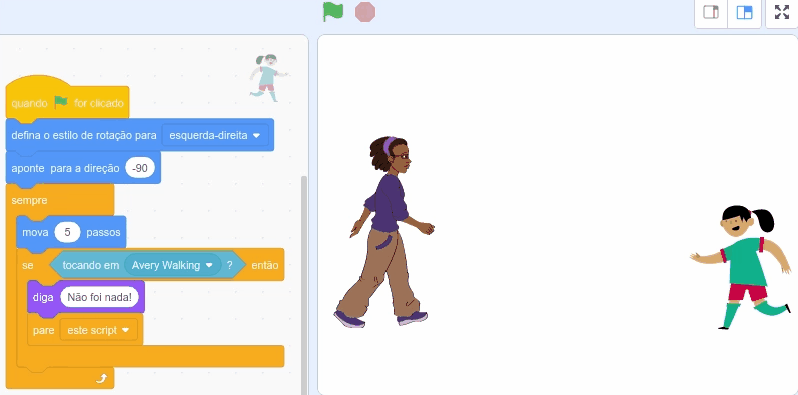 quando for clicado
defina o estilo de rotação para esquerda-direita
aponte para a direção -90
sempre
mova 5 passos
se tocando em Avery Walking ? então
diga Não foi nada!
pare este script